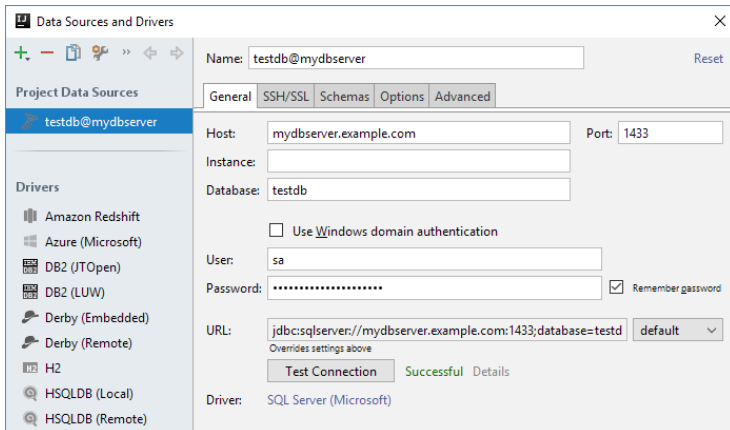 Data Sources and Drivers
Name: testdb@mydbserver Reset
Project Data Sources
testdb@mydbserver
Drivers
Amazon Redshift
Azure (Microsoft)
DB2 (JTOpen)
DB2 (LUW)
Derby (Embedded)
Derby (Remote)
H2
HSQLDB (Local)
HSQLDB (Remote)
General SSH/SSL Schemas Options Advanced
Host: mydbserver.example.com Port: 1433
Instance:
Database: testdb
Use Windows domain authentication
User: sa
Password: ••••••••••••••••••••• Remember password
URL: jdbc:sqlserver://mydbserver.example.com:1433;database=testd default
Overrides settings above
Test Connection Successful Details
Driver: SQL Server (Microsoft)